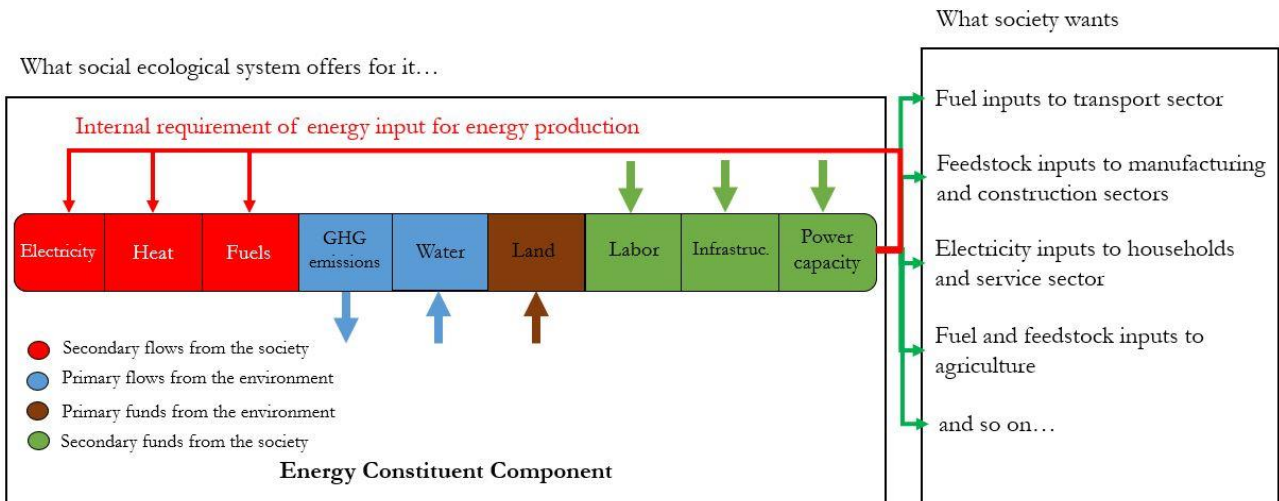 What society wants
What social ecological system offers for it…
Internal requirement of energy input for energy production
Electricity
Heat
Fuels
GHG
emissions
Water
Land
Labor
Infrastruc.
Power
capacity
Secondary flows from the society
Primary flows from the environment
Primary funds from the environment
Secondary funds from the society
Energy Constituent Component
Fuel inputs to transport sector
Feedstock inputs to manufacturing
and construction sectors
Electricity inputs to households
and service sector
Fuel and feedstock inputs to
agriculture
and so on…